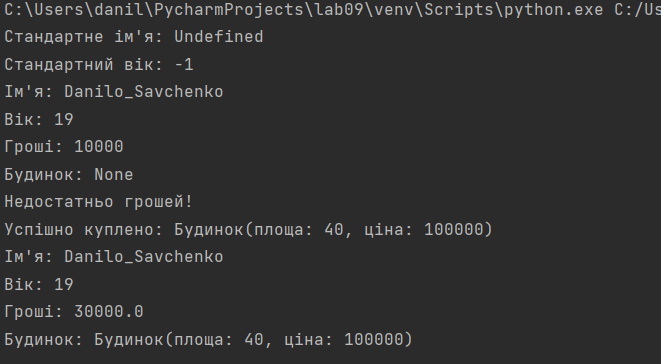 C:\Users\danil\PycharmProjects\lab09\venv\Scripts\python.exe C:/Us
Стандартне ім'я: Undefined
Стандартний вік: -1
Ім'я: Danilo_Savchenko
Вік: 19
Гроші: 10000
Будинок: None
Недостатньо грошей!
Успішно куплено: Будинок(площа: 40, ціна: 100000)
Ім'я: Danilo_Savchenko
Вік: 19
Гроші: 30000.0
Будинок: Будинок(площа: 40, ціна: 100000)